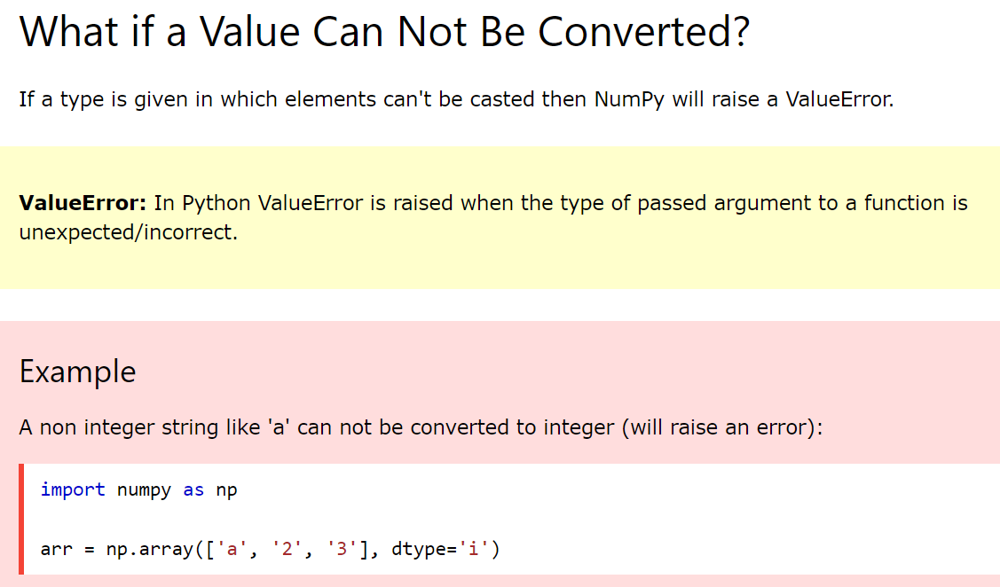 What if a Value Can Not Be Converted?
If a type is given in which elements can't be casted then NumPy will raise a ValueError.
ValueError: In Python ValueError is raised when the type of passed argument to a function is
unexpected/incorrect.
Example
A non integer string like 'a' can not be converted to integer (will raise an error):
import numpy as np
arr = np.array(['a', '2', '3'], dtype='i')